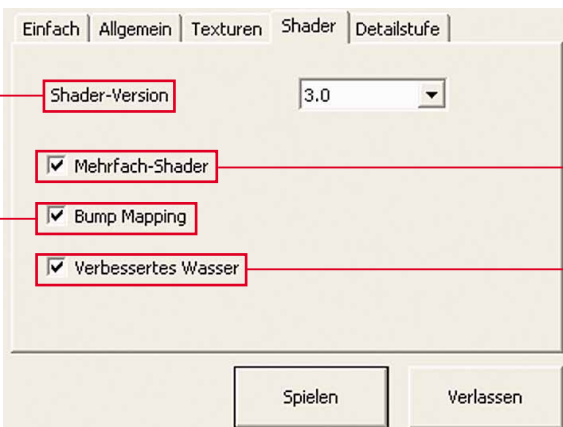 Einfach Allgemein Texturen Shader Detailstufe
Shader-Version 3.0
Mehrfach-Shader
Bump Mapping
Verbessertes Wasser
Spielen Verlassen